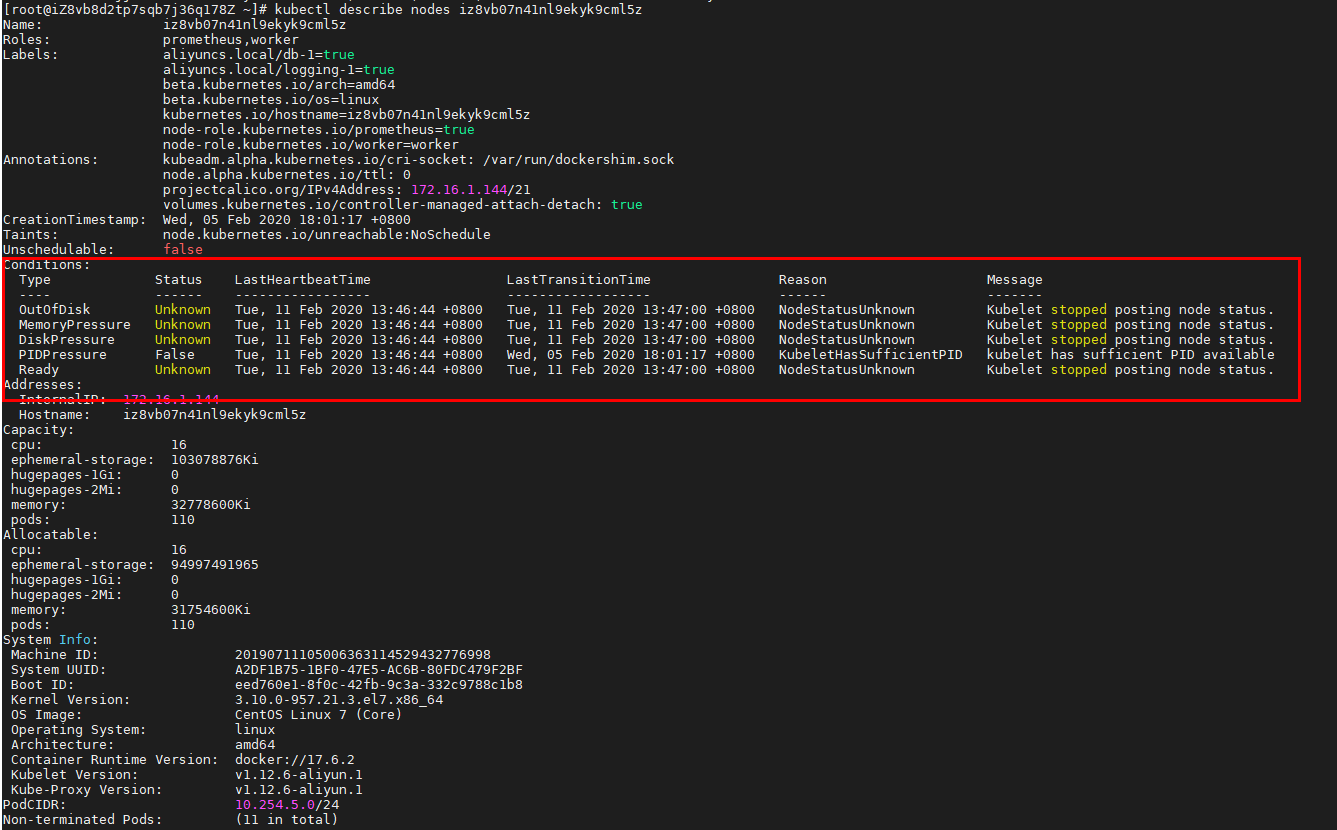 [root@iZ8vb8d2tp7sqb7j36q178Z ~]# kubectl describe nodes iz8vb07n41nl9ekyk9cml5z
Name:               iz8vb07n41nl9ekyk9cml5z
Roles:              prometheus,worker
Labels:             aliyuncs.local/db-1=true
                    aliyuncs.local/logging-1=true
                    beta.kubernetes.io/arch=amd64
                    beta.kubernetes.io/os=linux
                    kubernetes.io/hostname=iz8vb07n41nl9ekyk9cml5z
                    node-role.kubernetes.io/prometheus=true
                    node-role.kubernetes.io/worker=worker
Annotations:        kubeadm.alpha.kubernetes.io/cri-socket: /var/run/dockershim.sock
                    node.alpha.kubernetes.io/ttl: 0
                    projectcalico.org/IPv4Address: 172.16.1.144/21
                    volumes.kubernetes.io/controller-managed-attach-detach: true
CreationTimestamp:  Wed, 05 Feb 2020 18:01:17 +0800
Taints:             node.kubernetes.io/unreachable:NoSchedule
Unschedulable:      false
Conditions:
  Type             Status    LastHeartbeatTime                 LastTransitionTime                Reason                    Message
  ----             ------    -----------------                 ------------------                ------                    -------
  OutOfDisk        Unknown   Tue, 11 Feb 2020 13:46:44 +0800   Tue, 11 Feb 2020 13:47:00 +0800   NodeStatusUnknown         Kubelet stopped posting node status.
  MemoryPressure   Unknown   Tue, 11 Feb 2020 13:46:44 +0800   Tue, 11 Feb 2020 13:47:00 +0800   NodeStatusUnknown         Kubelet stopped posting node status.
  DiskPressure     Unknown   Tue, 11 Feb 2020 13:46:44 +0800   Tue, 11 Feb 2020 13:47:00 +0800   NodeStatusUnknown         Kubelet stopped posting node status.
  PIDPressure      False     Tue, 11 Feb 2020 13:46:44 +0800   Wed, 05 Feb 2020 18:01:17 +0800   KubeletHasSufficientPID   kubelet has sufficient PID available
  Ready            Unknown   Tue, 11 Feb 2020 13:46:44 +0800   Tue, 11 Feb 2020 13:47:00 +0800   NodeStatusUnknown         Kubelet stopped posting node status.
Addresses:
  InternalIP:  172.16.1.144
  Hostname:    iz8vb07n41nl9ekyk9cml5z
Capacity:
 cpu:                16
 ephemeral-storage:  103078876Ki
 hugepages-1Gi:      0
 hugepages-2Mi:      0
 memory:             32778600Ki
 pods:               110
Allocatable:
 cpu:                16
 ephemeral-storage:  94997491965
 hugepages-1Gi:      0
 hugepages-2Mi:      0
 memory:             31754600Ki
 pods:               110
System Info:
 Machine ID:                 20190711105006363114529432776998
 System UUID:                A2DF1B75-1BF0-47E5-AC6B-80FDC479F2BF
 Boot ID:                    eed760e1-8f0c-42fb-9c3a-332c9788c1b8
 Kernel Version:             3.10.0-957.21.3.el7.x86_64
 OS Image:                   CentOS Linux 7 (Core)
 Operating System:           linux
 Architecture:               amd64
 Container Runtime Version:  docker://17.6.2
 Kubelet Version:            v1.12.6-aliyun.1
 Kube-Proxy Version:         v1.12.6-aliyun.1
PodCIDR:                     10.254.5.0/24
Non-terminated Pods:         (11 in total)